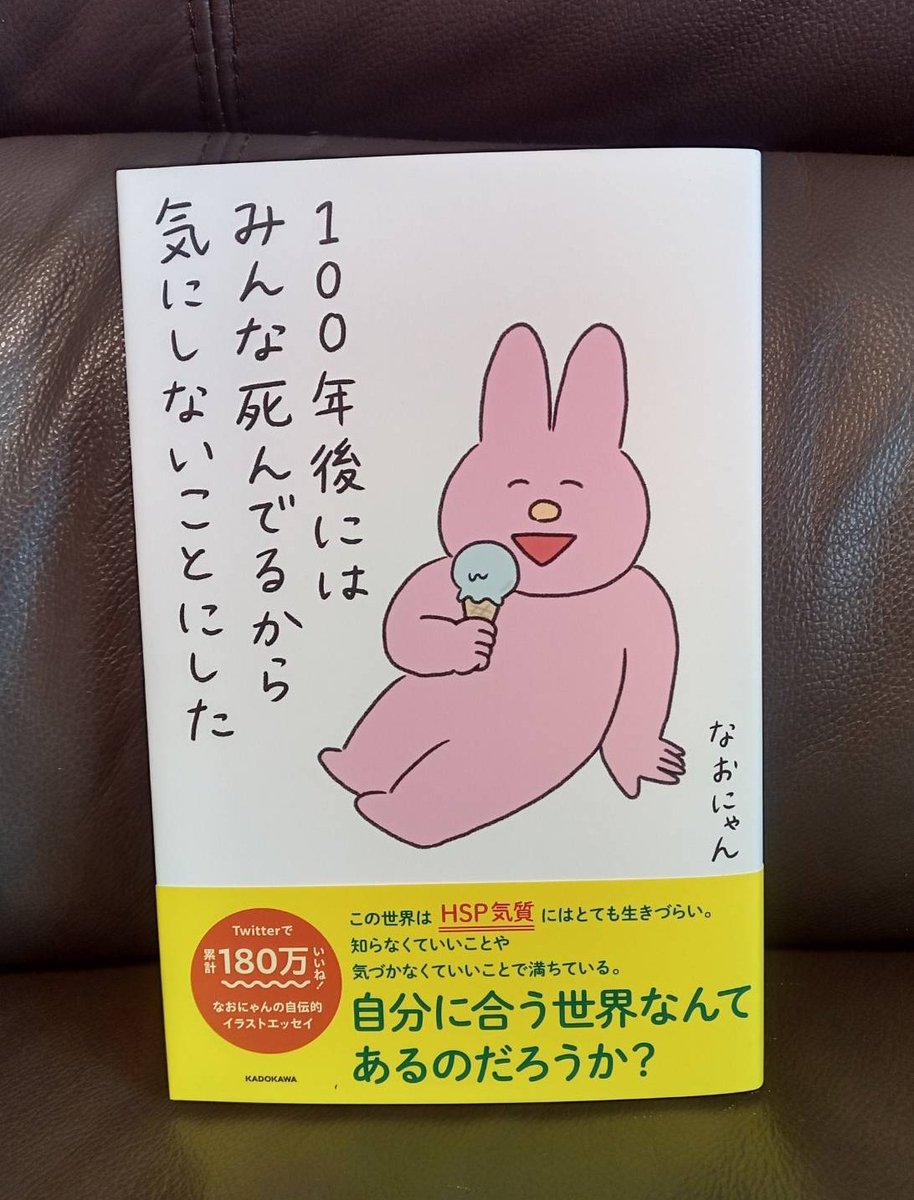 100年後には
みんな死んでるから
気にしないことにした
なおにゃん
Twitterで
累計180万いいね!
なおにゃんの自伝的
イラストエッセイ
KADOKAWA
この世界はHSP気質にはとても生きづらい。
知らなくていいことや
気づかなくていいことで満ちている。
自分に合う世界なんて
あるのだろうか?